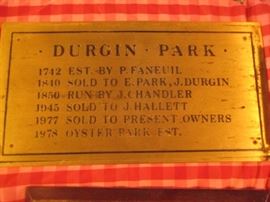 · DURGIN · PARK ·
1742 EST. BY P. FANEUIL
1840 SOLD TO E. PARK, J. DURGIN
1850 RUN BY J. CHANDLER
1945 SOLD TO J. HALLETT
1977 SOLD TO PRESENT OWNERS
1978 OYSTER PARK EST.